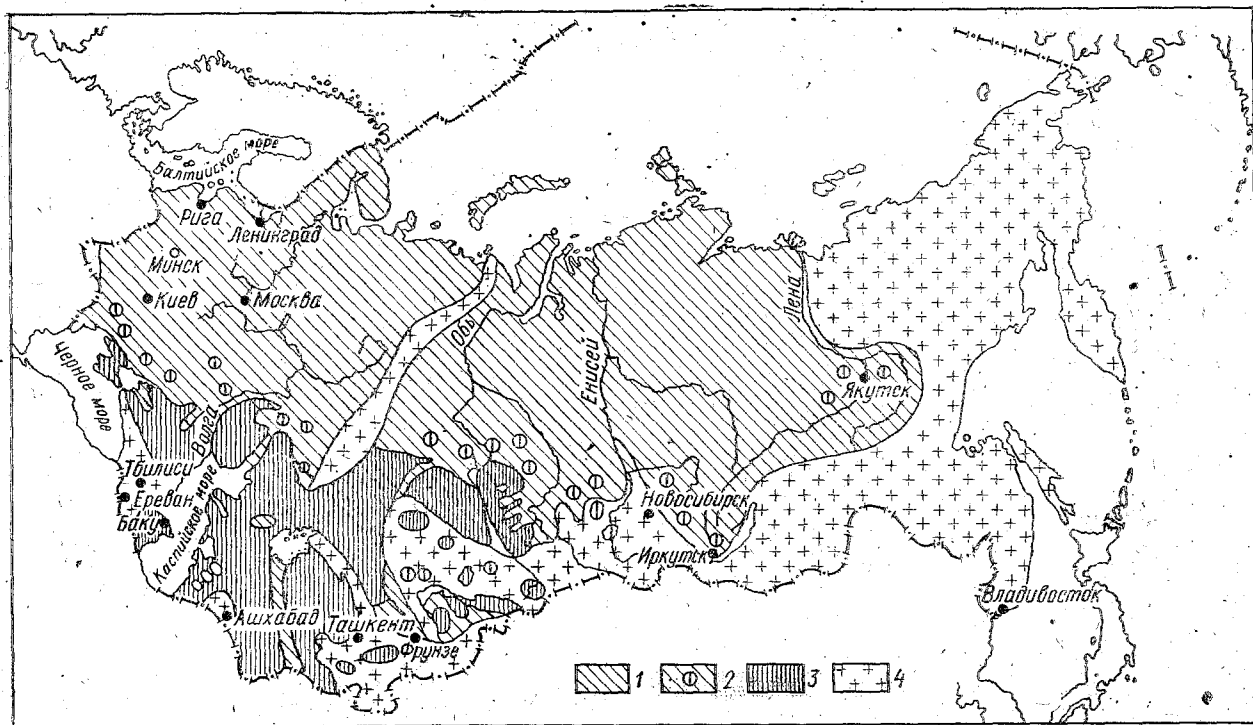 Балтийское море
Рига
Ленинград
Минск
Киев
Москва
Обь
Енисей
Лена
Якутск
Черное море
Волга
Тбилиси
Ереван
Баку
Каспийское море
Новосибирск
Иркутск
Ашхабад
Ташкент
Фрунзе
Владивосток
1 2 3 4